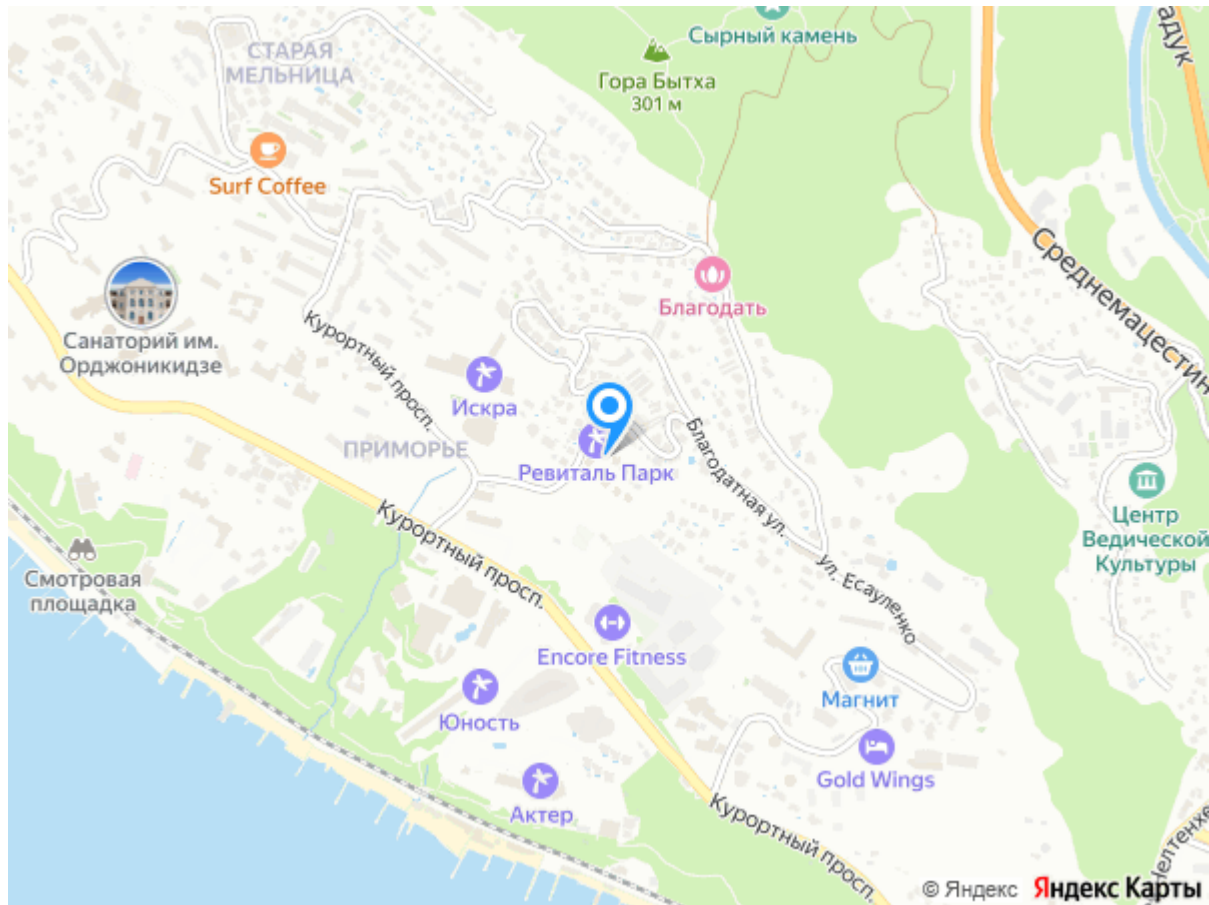 Сырный камень
СТАРАЯ
МЕЛЬНИЦА
Гора Бытха
301 м
адук
Surf Coffee
Среднемацестин
Благодать
Санаторий им.
Орджоникидзе
Курортный просп.
Искра
ПРИМОРЬЕ
Ревиталь Парк
Благодатная ул.
Центр
Ведической
Культуры
Курортный просп.
Смотровая
площадка
ул. Есауленко
Encore Fitness
Магнит
Юность
Gold Wings
Актер
Курортный просп.
Челтенхе
© Яндекс Яндекс Карты